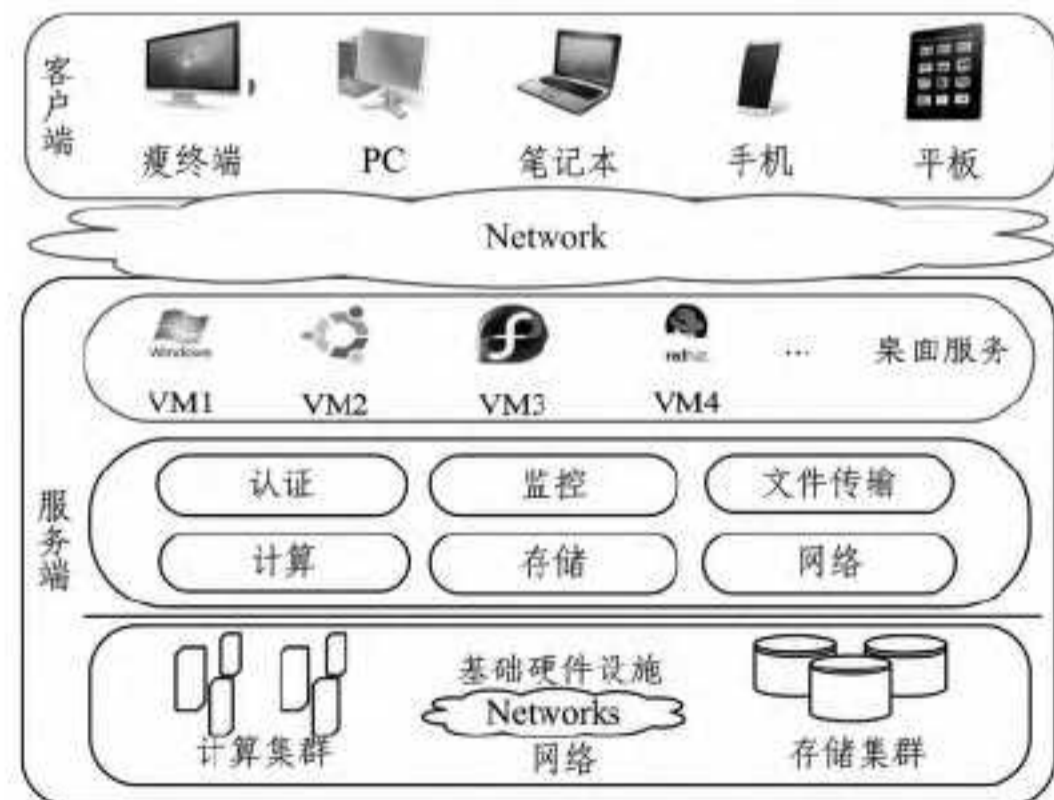 客户端
瘦终端 PC 笔记本 手机 平板
Network
Windows
redhat
VM1 VM2 VM3 VM4 … 桌面服务
服务端
认证 监控 文件传输
计算 存储 网络
基础硬件设施
Networks
计算集群 网络 存储集群